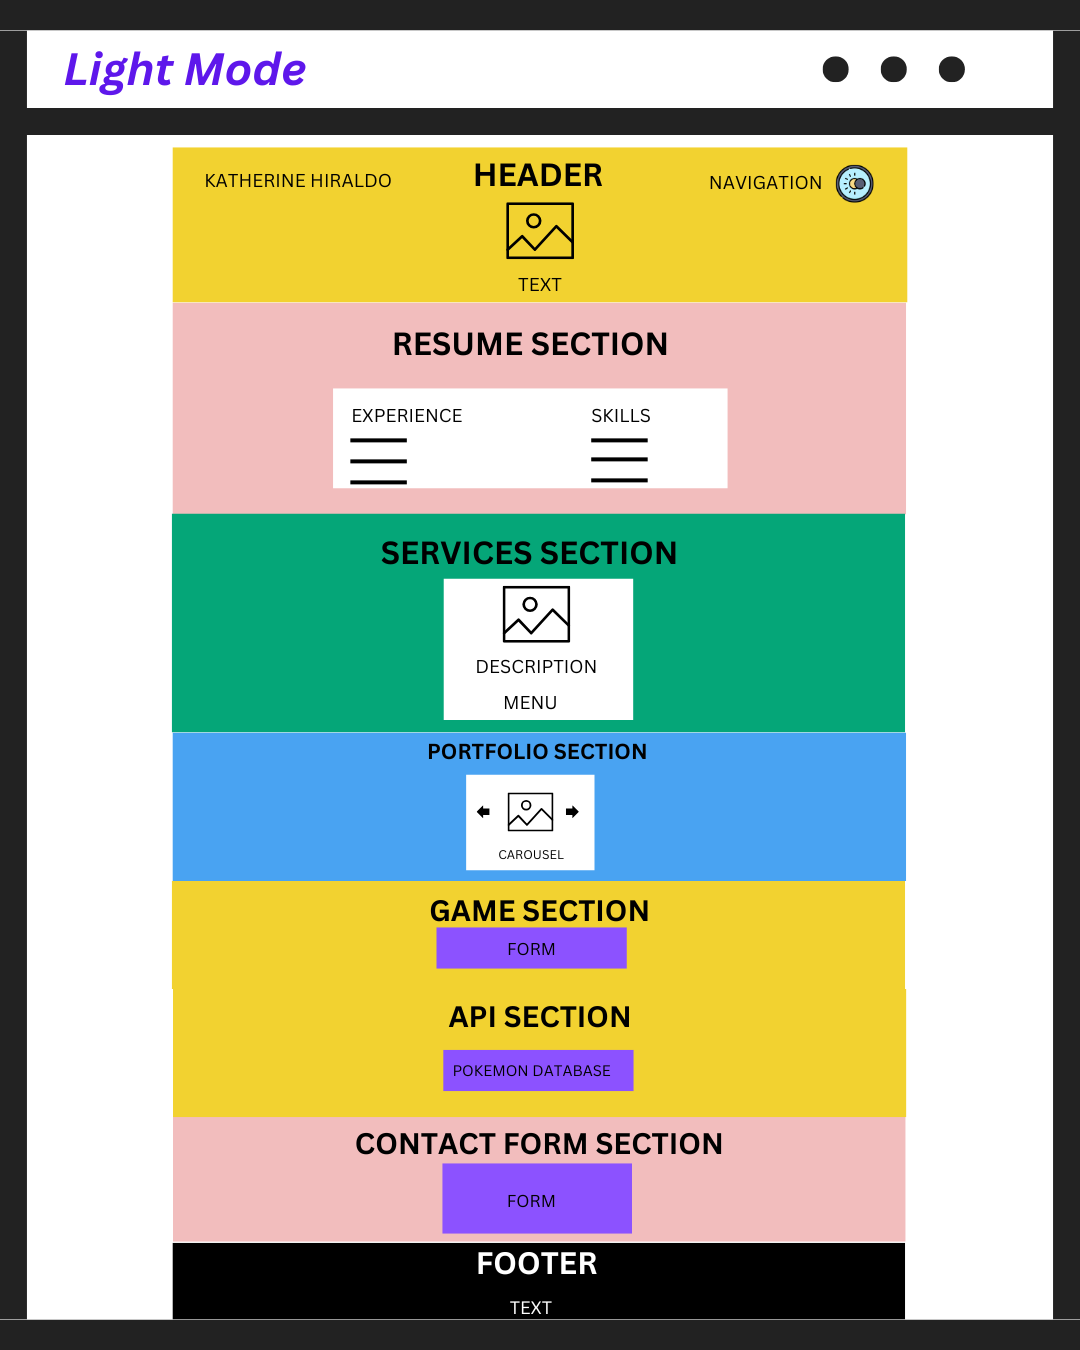 Light Mode
KATHERINE HIRALDO
HEADER
NAVIGATION
TEXT
RESUME SECTION
EXPERIENCE
SKILLS
SERVICES SECTION
DESCRIPTION
MENU
PORTFOLIO SECTION
CAROUSEL
GAME SECTION
FORM
API SECTION
POKEMON DATABASE
CONTACT FORM SECTION
FORM
FOOTER
TEXT